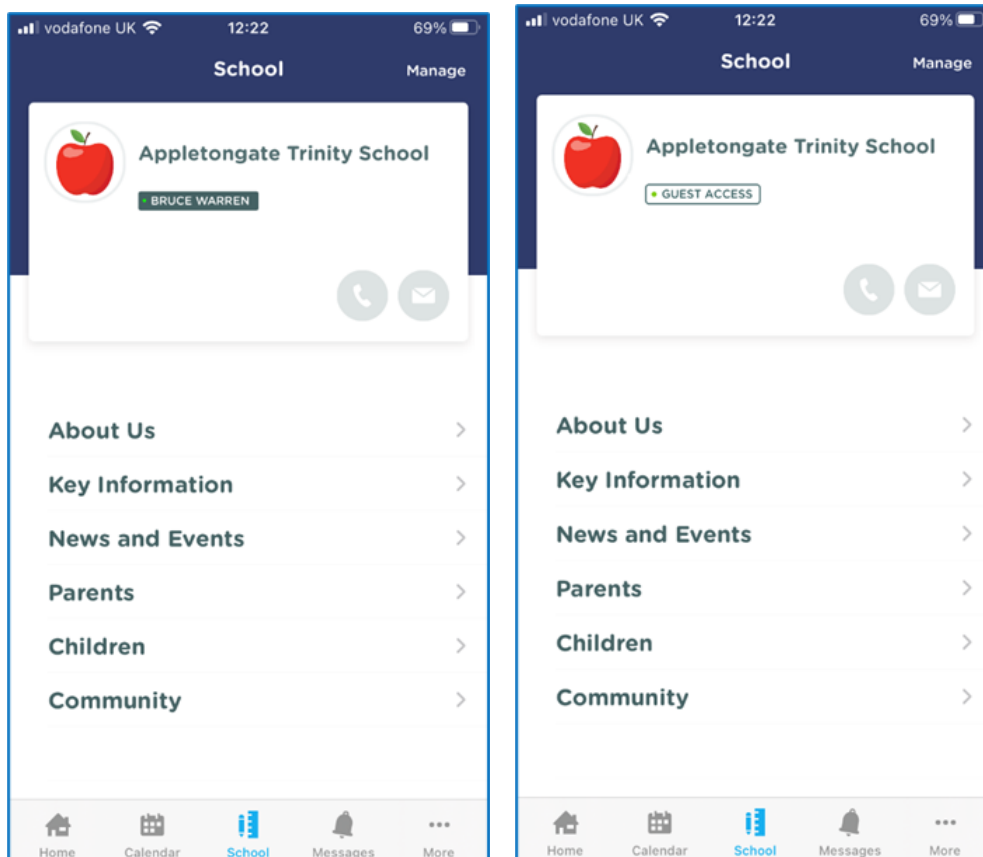 vodafone UK 12:22 69%
School Manage
Appletongate Trinity School
BRUCE WARREN
About Us
Key Information
News and Events
Parents
Children
Community
Home Calendar School Messages More
vodafone UK 12:22 69%
School Manage
Appletongate Trinity School
GUEST ACCESS
About Us
Key Information
News and Events
Parents
Children
Community
Home Calendar School Messages More